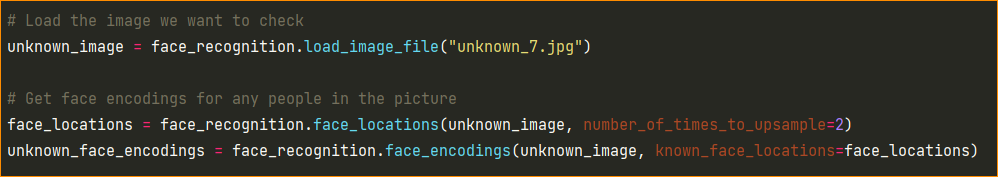 # Load the image we want to check
unknown_image = face_recognition.load_image_file("unknown_7.jpg")
# Get face encodings for any people in the picture
face_locations = face_recognition.face_locations(unknown_image, number_of_times_to_upsample=2)
unknown_face_encodings = face_recognition.face_encodings(unknown_image, known_face_locations=face_locations)